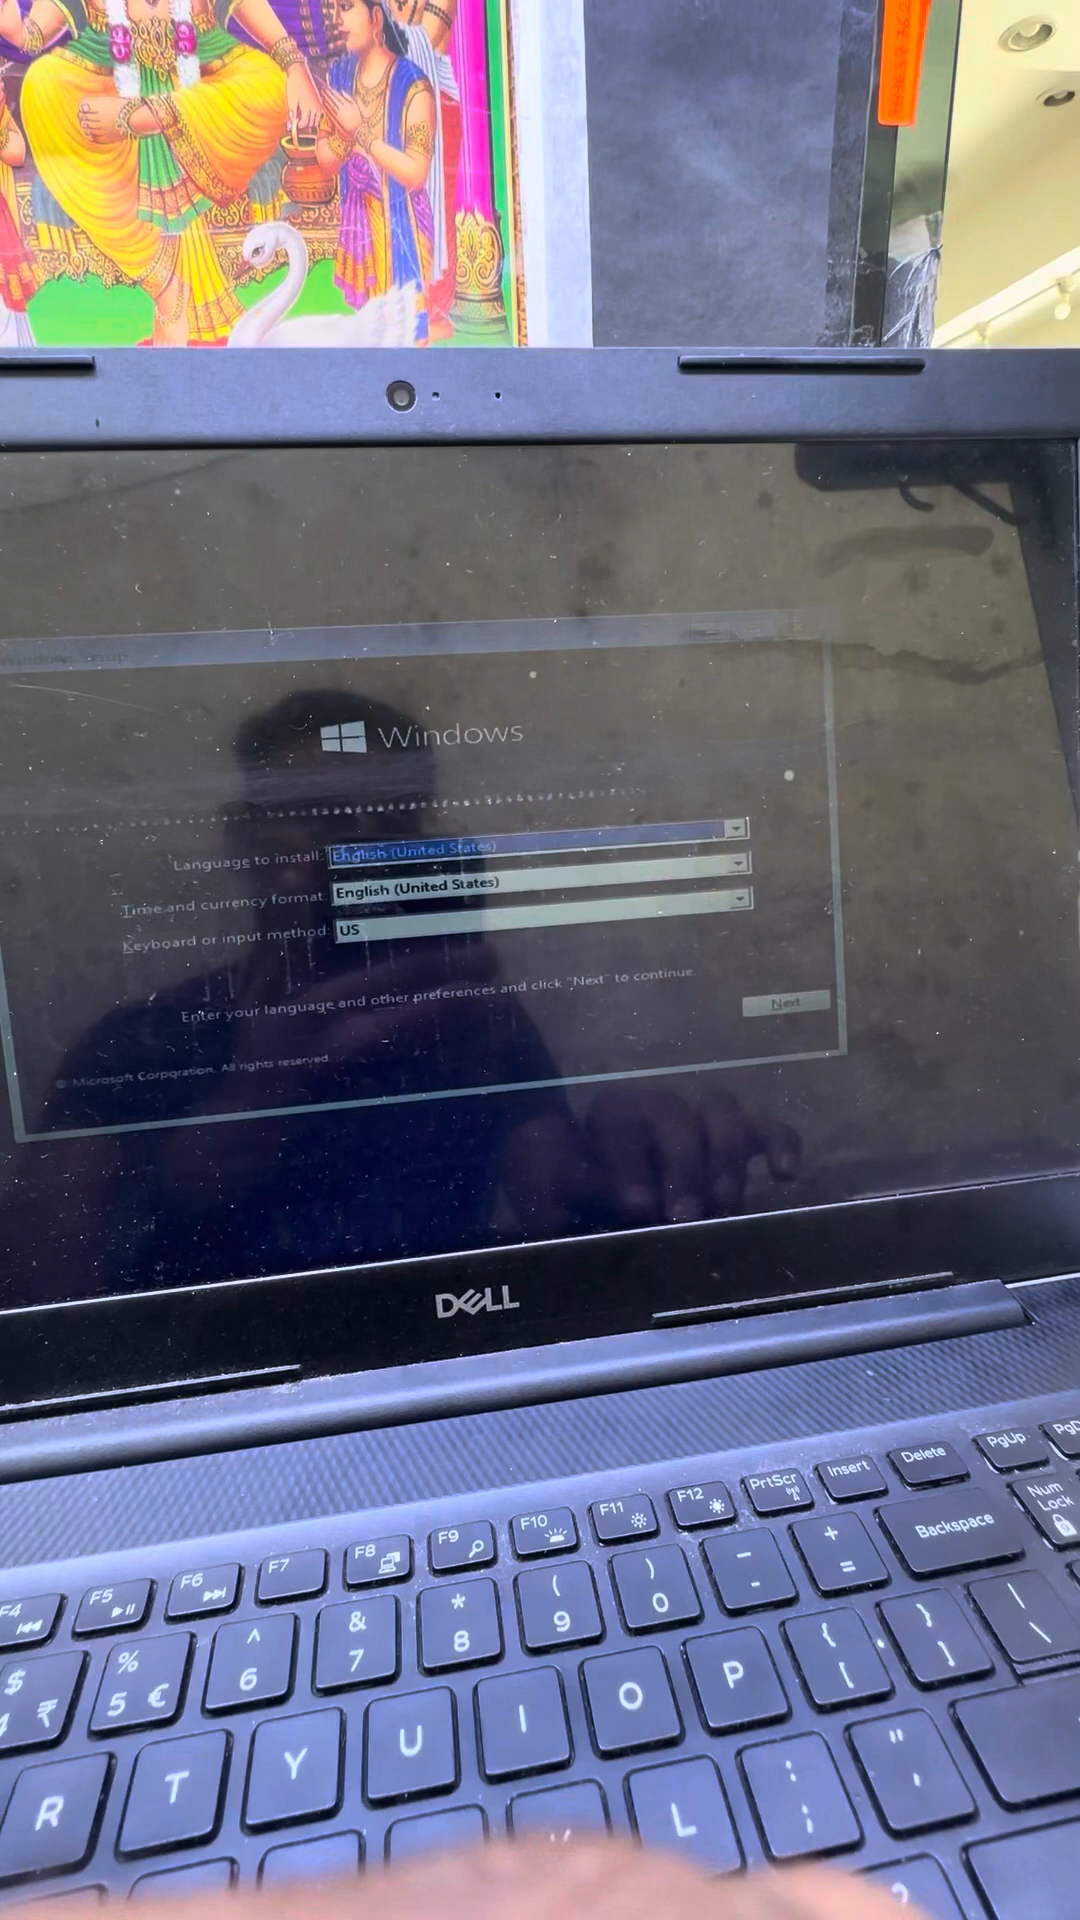 Windows Setup
Windows
Language to install: English (United States)
Time and currency format: English (United States)
Keyboard or input method: US
Enter your language and other preferences and click "Next" to continue.
Next
© Microsoft Corporation. All rights reserved.
DELL
F4 F5 F6 F7 F8 F9 F10 F11 F12 PrtScr Insert Delete PgUp
$ ₹ % 5 € ^ 6 & 7 * 8 ( 9 ) 0 - + = Backspace Num Lock
R T Y U I O P { [ } ] | \
L : ; " '